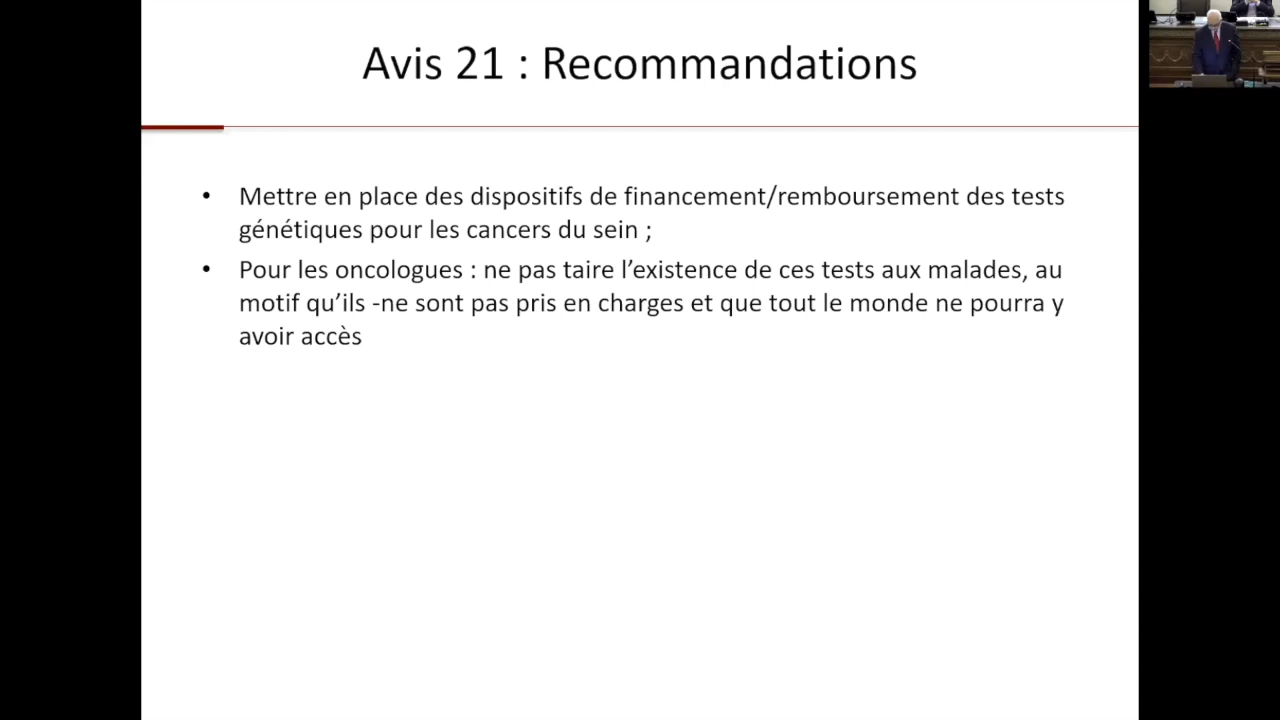 Avis 21 : Recommandations
• Mettre en place des dispositifs de financement/remboursement des tests
génétiques pour les cancers du sein ;
• Pour les oncologues : ne pas taire l’existence de ces tests aux malades, au
motif qu’ils -ne sont pas pris en charges et que tout le monde ne pourra y
avoir accès